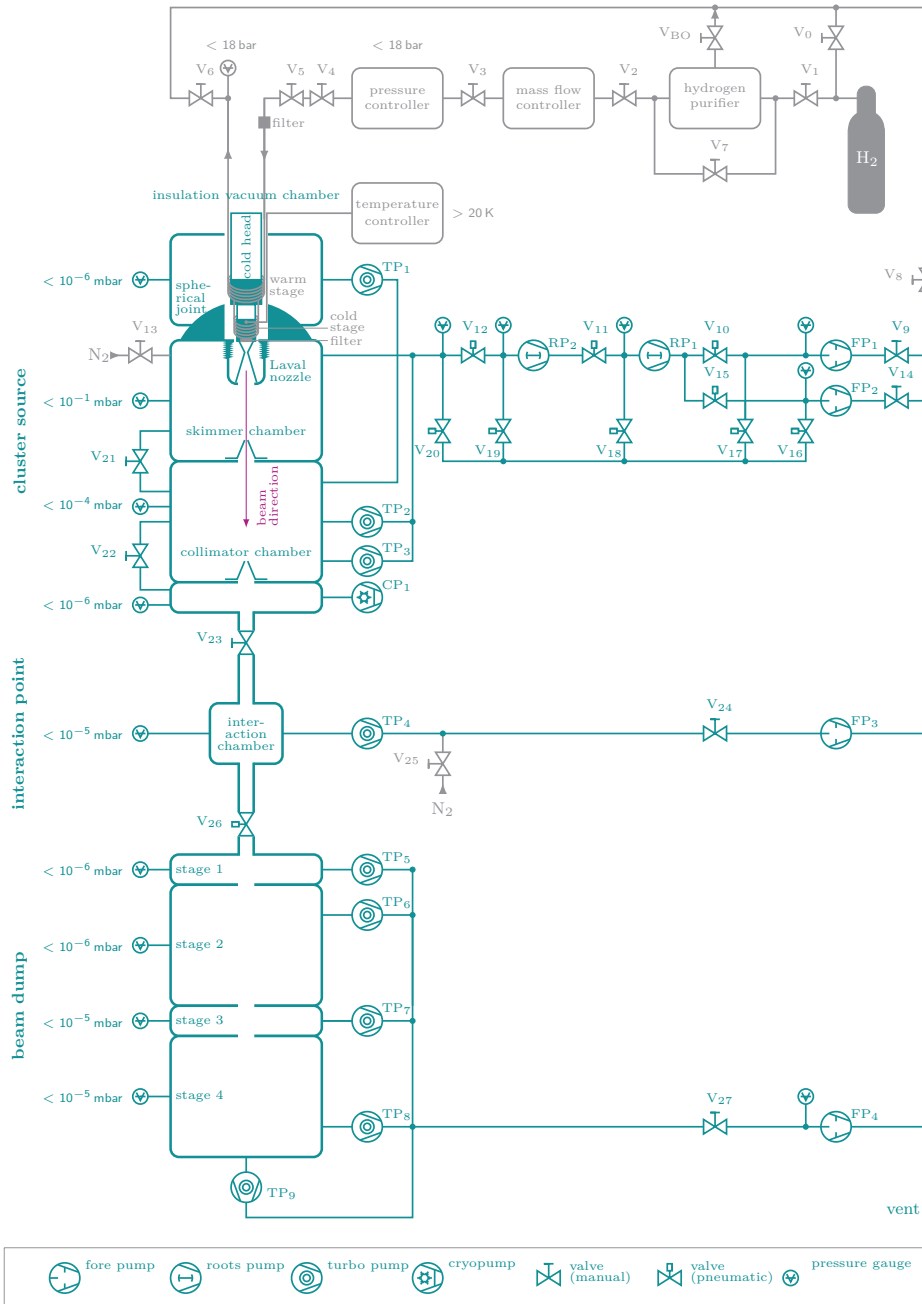 V_BO
V_0
< 18 bar
< 18 bar
V_6
V_5
V_4
V_3
V_2
V_1
pressure
controller
mass flow
controller
hydrogen
purifier
filter
V_7
H_2
insulation vacuum chamber
temperature
controller
> 20 K
cold head
< 10^−6 mbar
TP_1
V_8
sphe-
rical
joint
warm
stage
cold
stage
filter
V_13
N_2
V_12
RP_2
V_11
RP_1
V_10
FP_1
V_9
Laval
nozzle
V_15
FP_2
V_14
< 10^−1 mbar
skimmer chamber
V_21
V_20
V_19
V_18
V_17
V_16
cluster source
beam
direction
< 10^−4 mbar
TP_2
V_22
collimator chamber
TP_3
CP_1
< 10^−6 mbar
V_23
interaction point
< 10^−5 mbar
inter-
action
chamber
TP_4
V_24
FP_3
V_25
N_2
V_26
< 10^−6 mbar
stage 1
TP_5
TP_6
< 10^−6 mbar
stage 2
beam dump
< 10^−5 mbar
stage 3
TP_7
< 10^−5 mbar
stage 4
V_27
TP_8
FP_4
TP_9
vent
fore pump
roots pump
turbo pump
cryopump
valve
(manual)
valve
(pneumatic)
pressure gauge